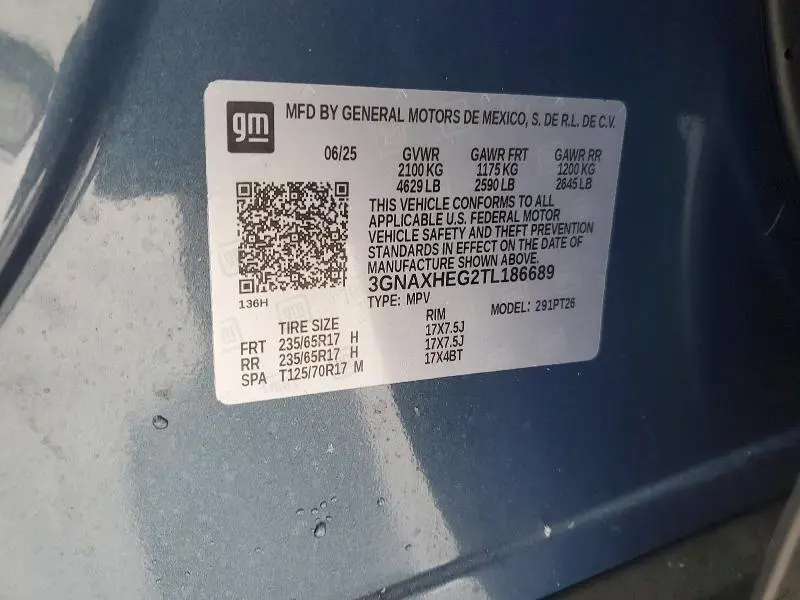 gm
MFD BY GENERAL MOTORS DE MEXICO, S. DE R.L. DE C.V.
06/25 GVWR GAWR FRT GAWR RR
2100 KG 1175 KG 1200 KG
4629 LB 2590 LB 2645 LB
THIS VEHICLE CONFORMS TO ALL
APPLICABLE U.S. FEDERAL MOTOR
VEHICLE SAFETY AND THEFT PREVENTION
STANDARDS IN EFFECT ON THE DATE OF
MANUFACTURE SHOWN ABOVE.
3GNAXHEG2TL186689
136H
TYPE: MPV MODEL: 291PT26
TIRE SIZE RIM
FRT 235/65R17 H 17X7.5J
RR 235/65R17 H 17X7.5J
SPA T125/70R17 M 17X4BT